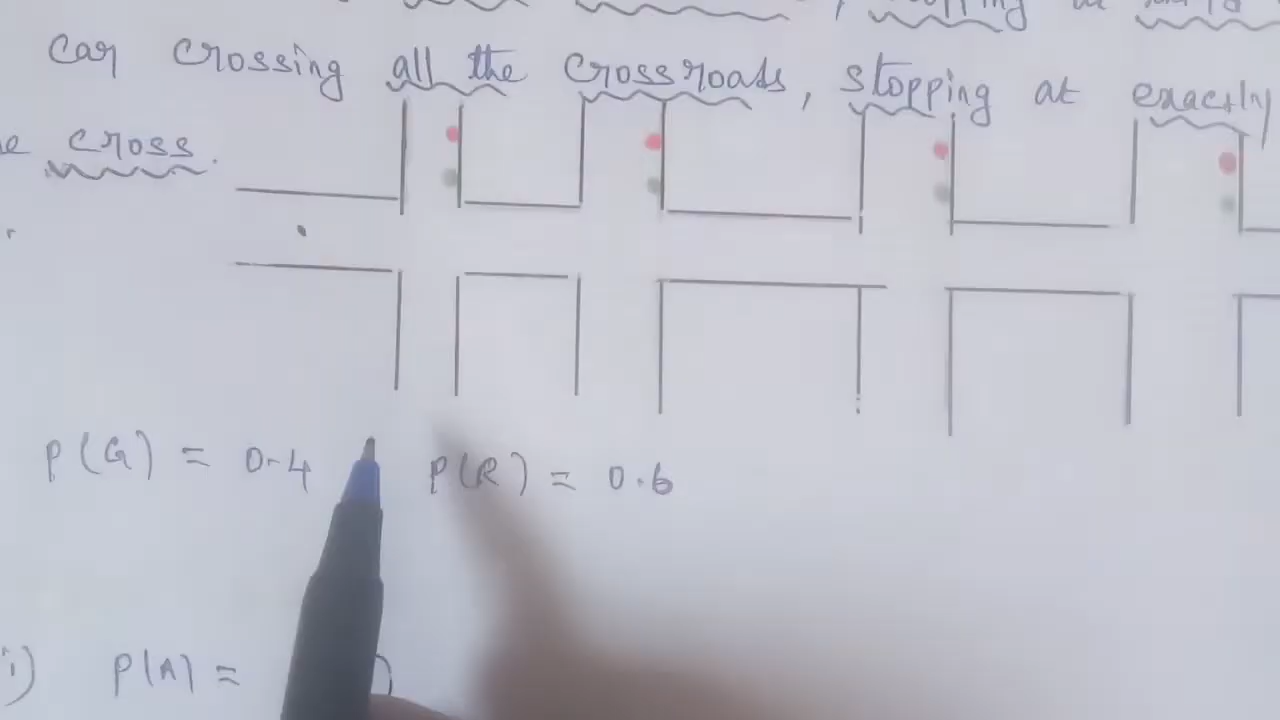 Car crossing all the crossroads, stopping at exactly
cross.
P(G) = 0.4 P(R) = 0.6
i) P(A) =